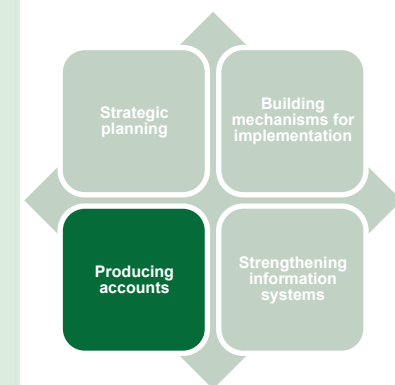 Strategic
planning
Building
mechanisms for
implementation
Producing
accounts
Strengthening
information
systems